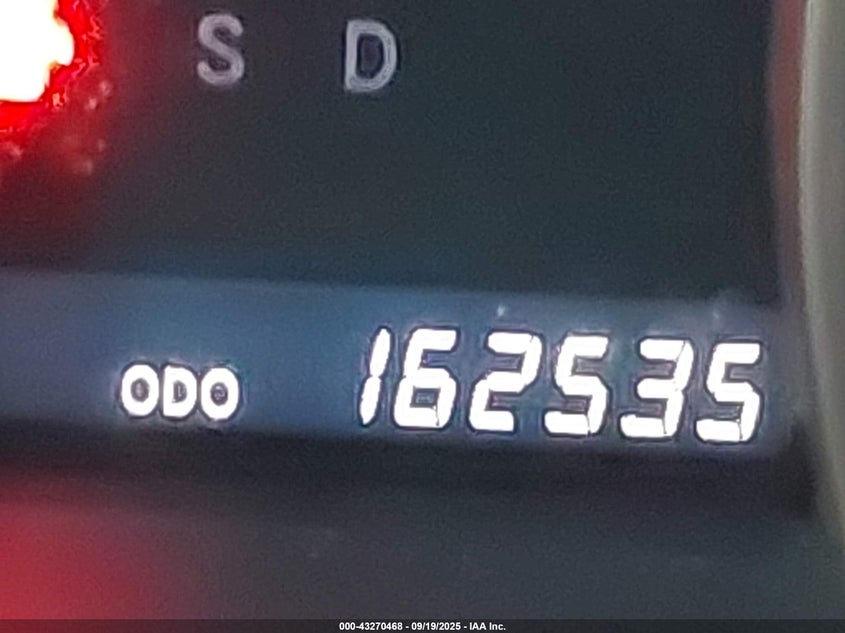 S D
ODO 162535
000-43270468 - 09/19/2025 - IAA Inc.